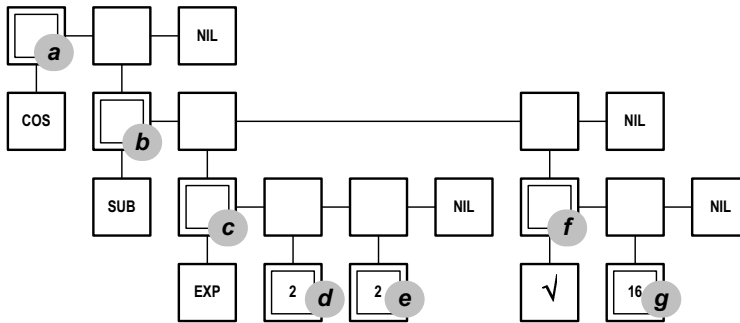 a NIL
COS b NIL
SUB c NIL f NIL
EXP 2 d 2 e √ 16 g